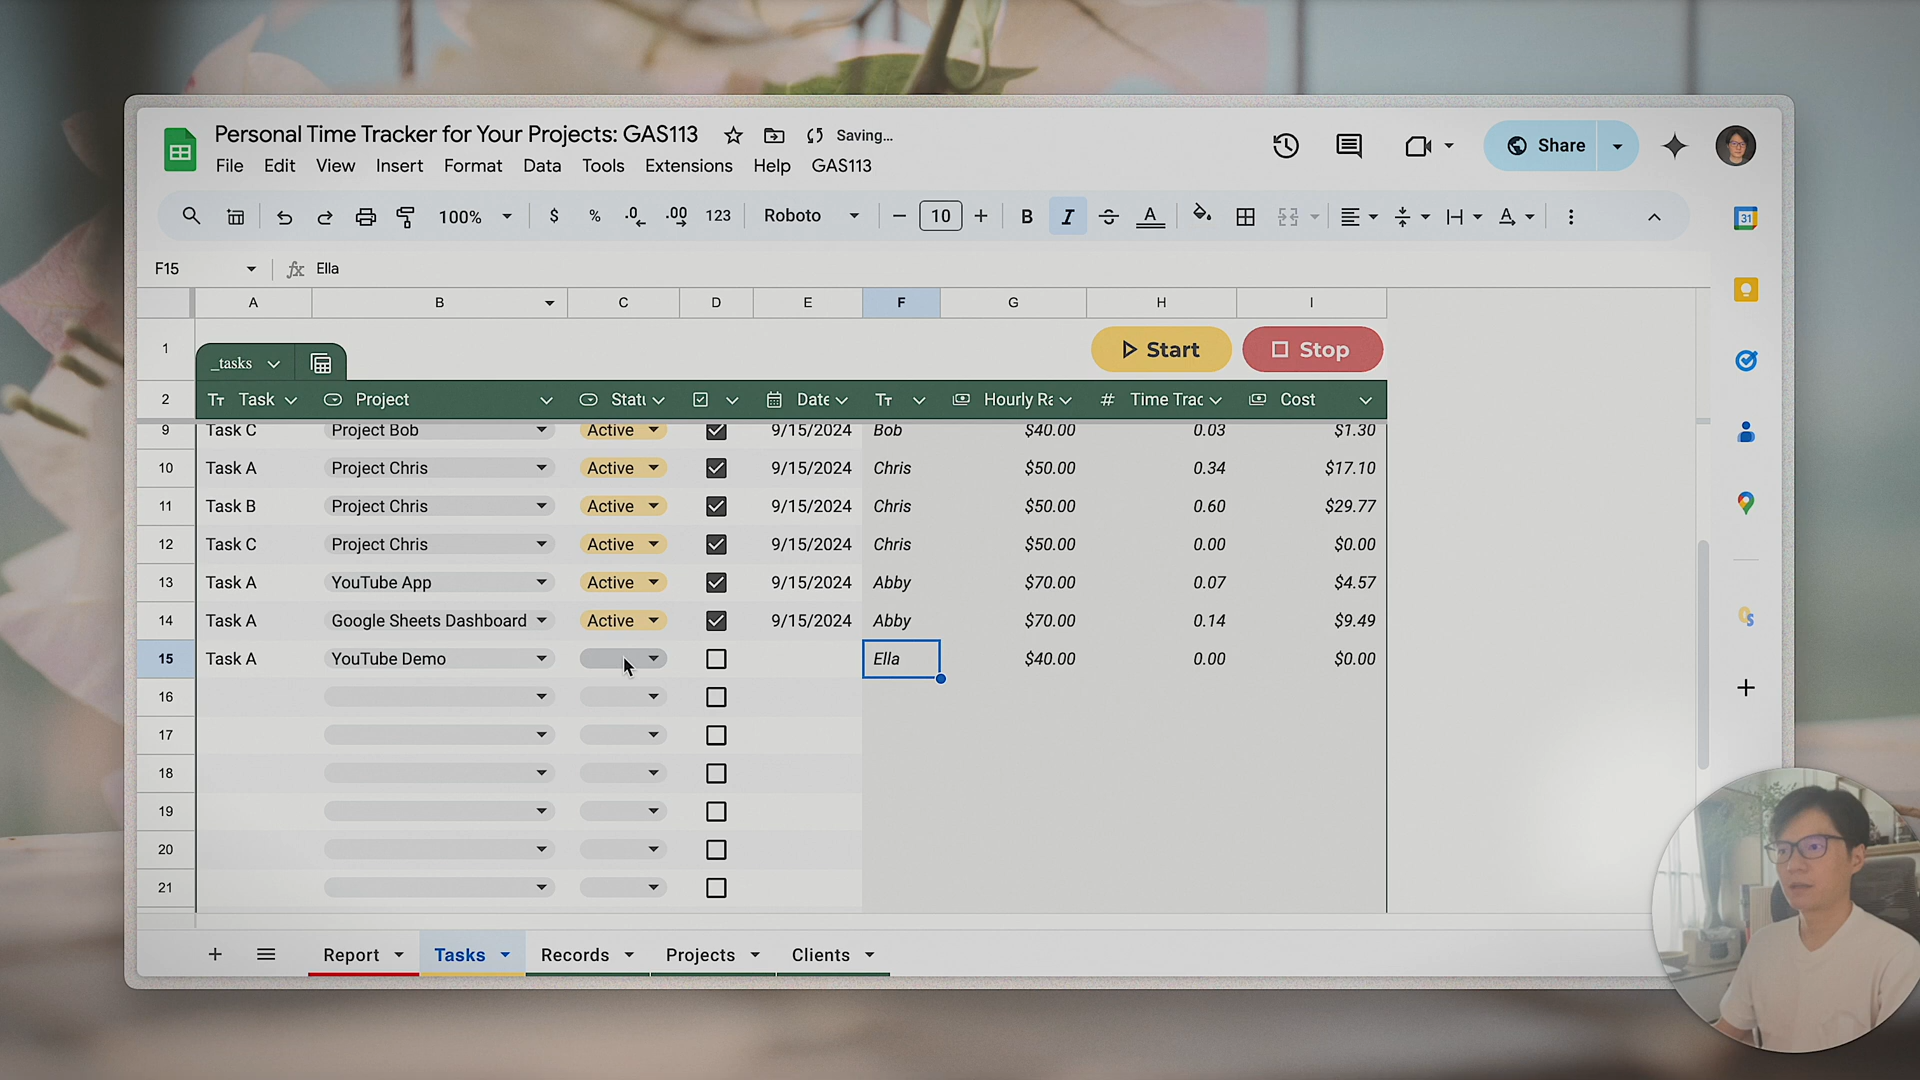 Personal Time Tracker for Your Projects: GAS113 Saving...
File Edit View Insert Format Data Tools Extensions Help GAS113
Share
100% $ % .0 .00 123 Roboto 10 B I A
31
F15 fx Ella
A B C D E F G H I
1 Start Stop
_tasks
2 Tт Task Project Statu Date Tт Hourly Ra # Time Trac Cost
9 Task C Project Bob Active 9/15/2024 Bob $40.00 0.03 $1.30
10 Task A Project Chris Active 9/15/2024 Chris $50.00 0.34 $17.10
11 Task B Project Chris Active 9/15/2024 Chris $50.00 0.60 $29.77
12 Task C Project Chris Active 9/15/2024 Chris $50.00 0.00 $0.00
13 Task A YouTube App Active 9/15/2024 Abby $70.00 0.07 $4.57
14 Task A Google Sheets Dashboard Active 9/15/2024 Abby $70.00 0.14 $9.49
15 Task A YouTube Demo Ella $40.00 0.00 $0.00
16
17
18
19
20
21
Report Tasks Records Projects Clients